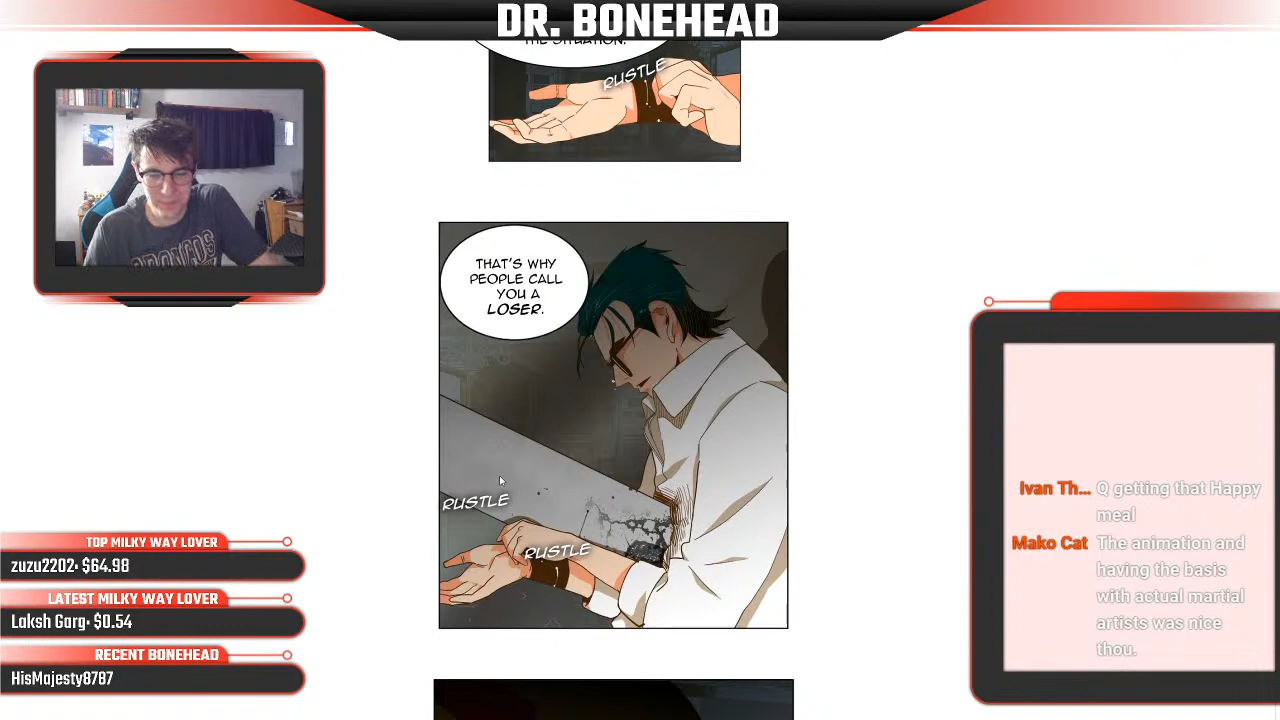 DR. BONEHEAD
THE SITUATION.
RUSTLE
THAT'S WHY
PEOPLE CALL
YOU A
LOSER.
RUSTLE
RUSTLE
TOP MILKY WAY LOVER
zuzu2202• $64.98
LATEST MILKY WAY LOVER
Laksh Garg• $0.54
RECENT BONEHEAD
HisMajesty8787
Ivan Th... Q getting that Happy
meal
Mako Cat The animation and
having the basis
with actual martial
artists was nice
thou.